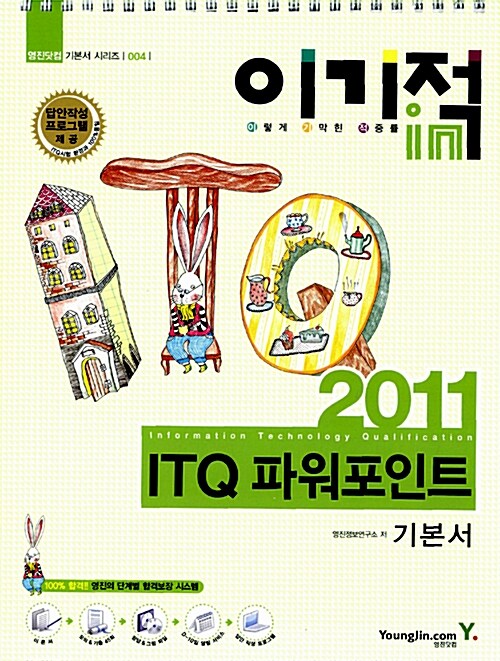 영진닷컴 기본서 시리즈 | 004 |
답안작성
프로그램
제공
이기적
이렇게 기막힌 적중률
in
ITQ
2011
Information Technology Qualification
ITQ 파워포인트
영진정보연구소 저
기본서
100% 합격!! 영진의 단계별 합격보장 시스템
이론서
YoungJin.com Y.
영진닷컴